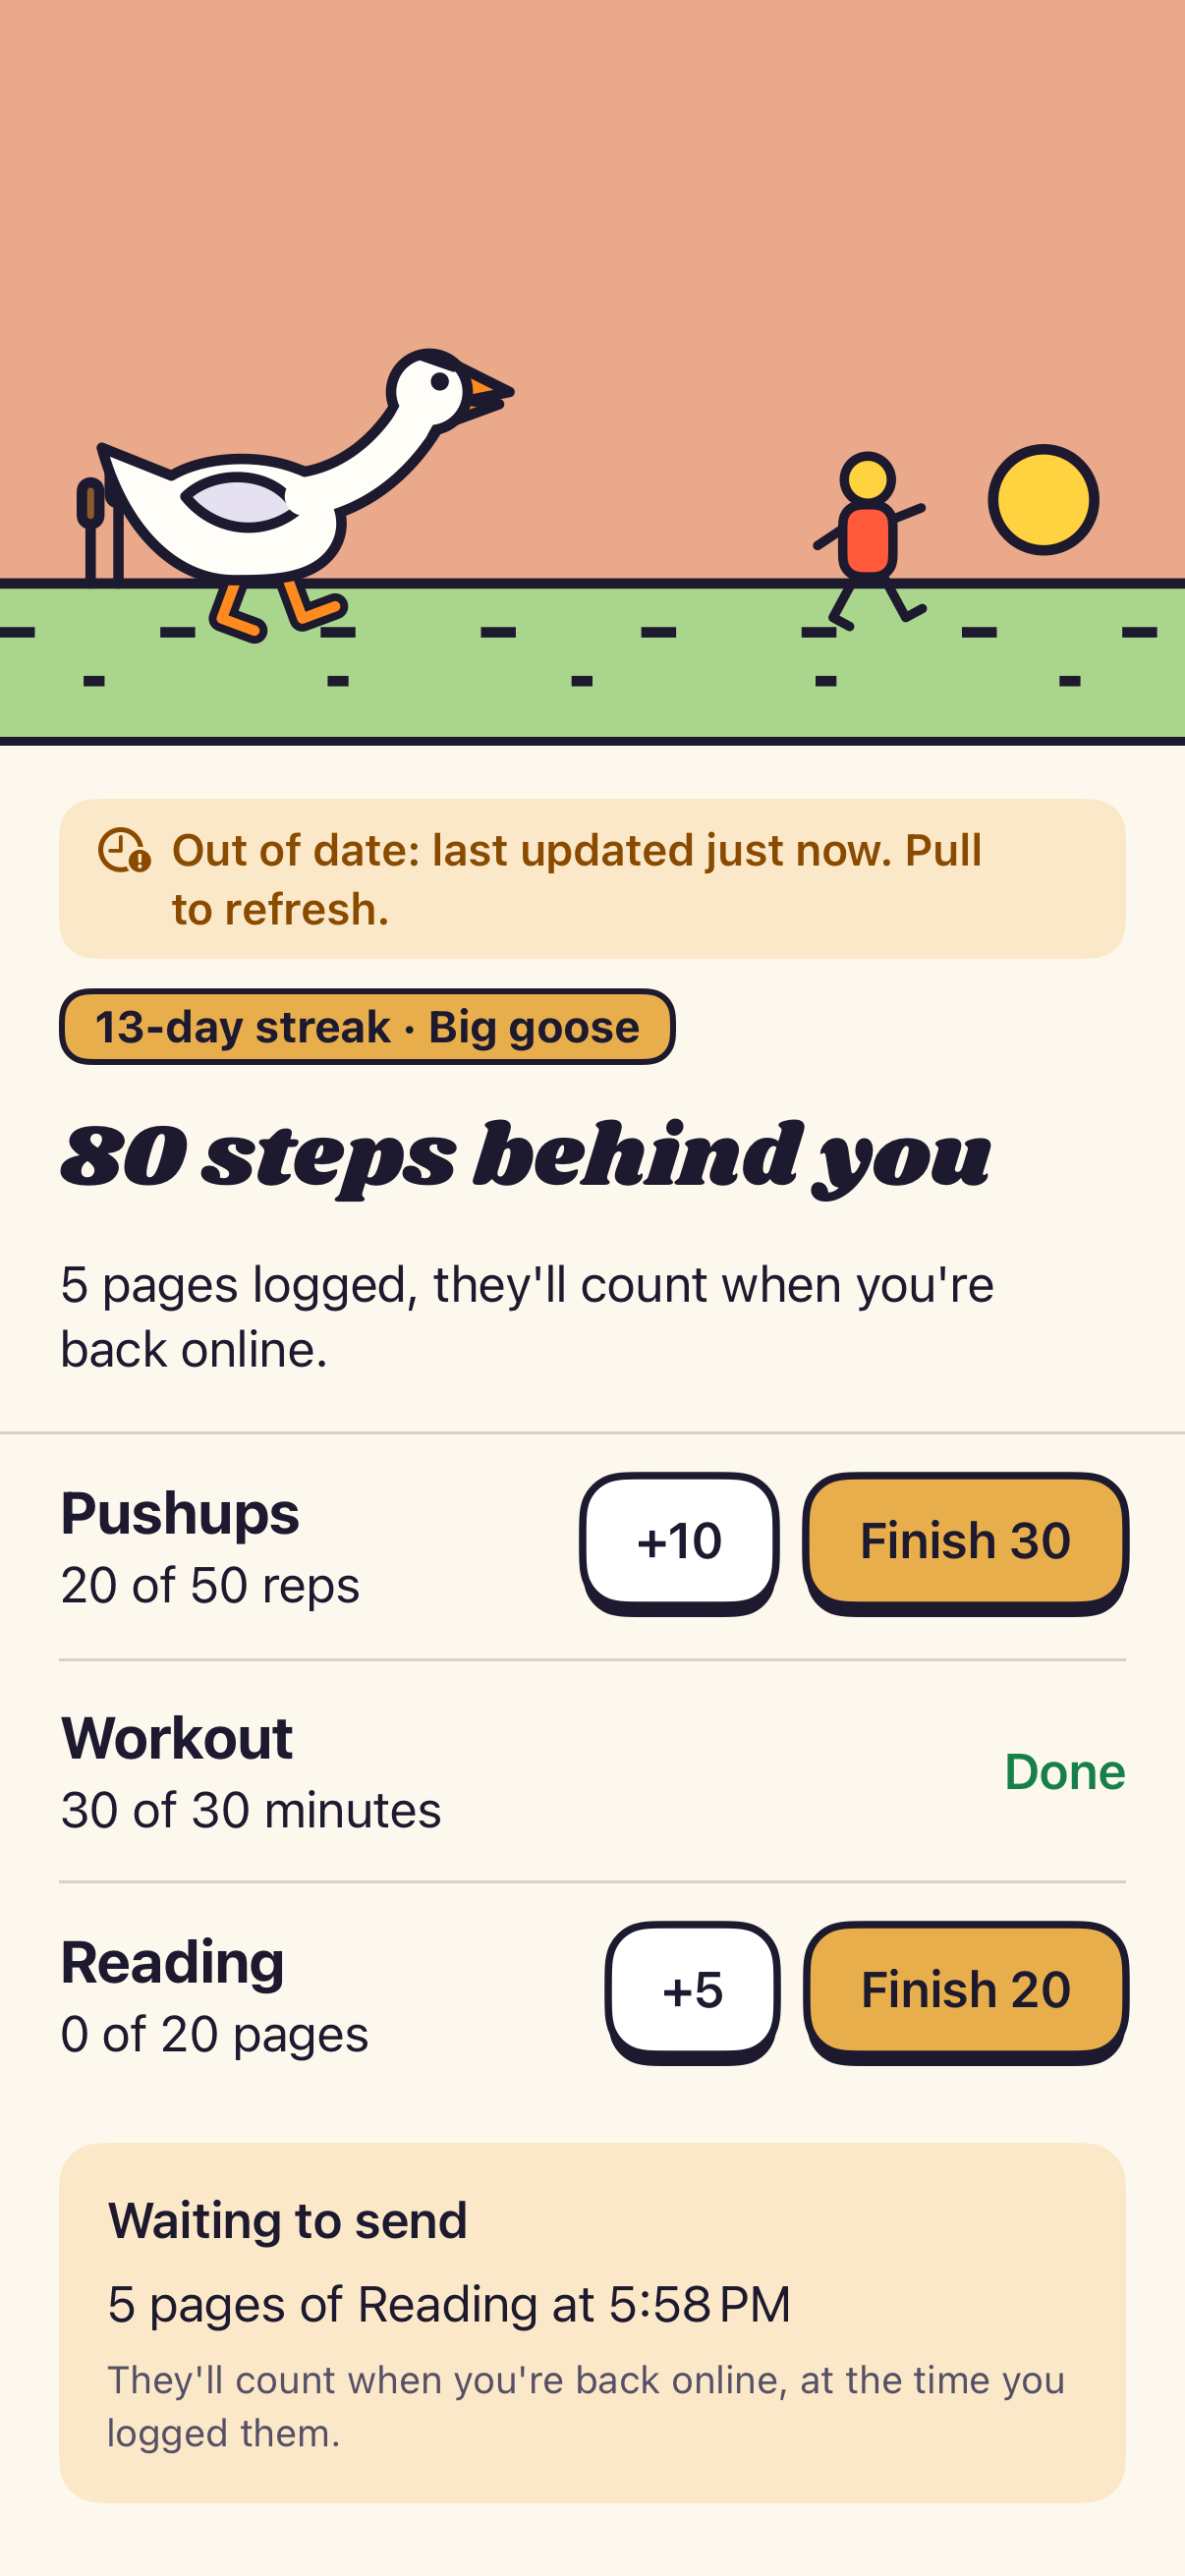 Out of date: last updated just now. Pull
to refresh.
13-day streak · Big goose
80 steps behind you
5 pages logged, they'll count when you're
back online.
Pushups
20 of 50 reps
+10
Finish 30
Workout
30 of 30 minutes
Done
Reading
0 of 20 pages
+5
Finish 20
Waiting to send
5 pages of Reading at 5:58 PM
They'll count when you're back online, at the time you
logged them.